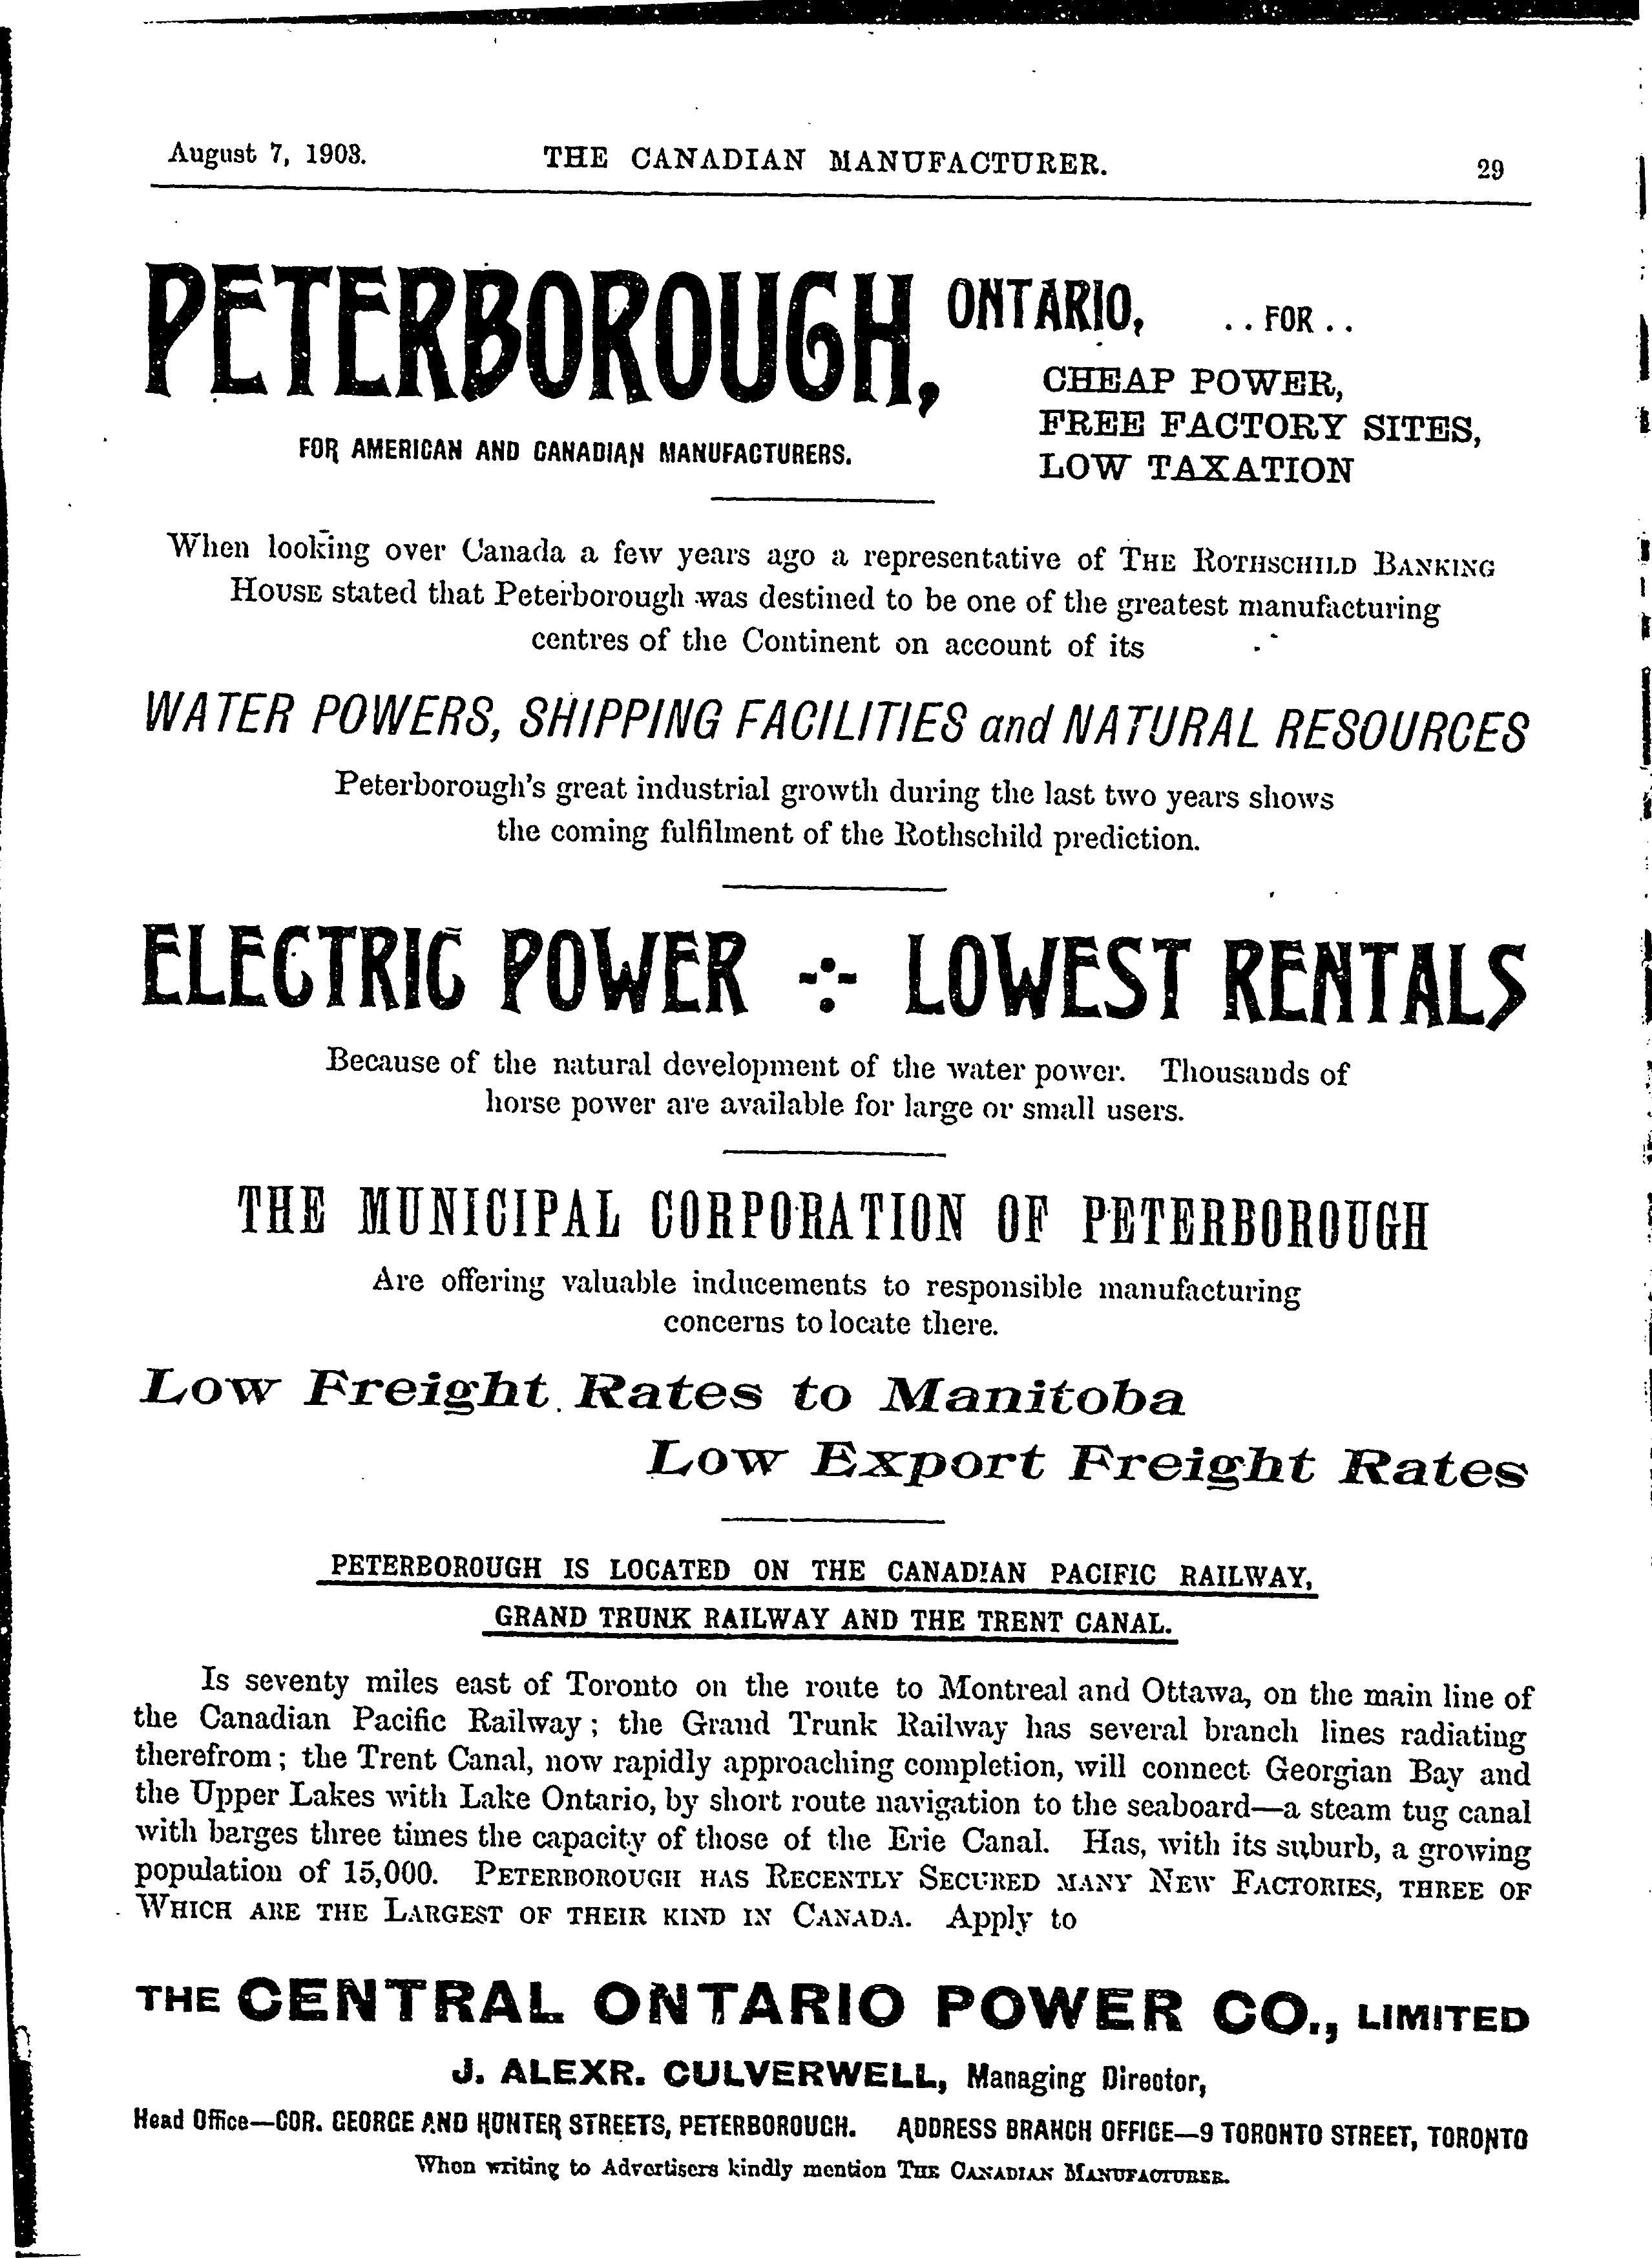 August 7, 1903. THE CANADIAN MANUFACTURER. 29
PETERBOROUGH, ONTARIO, .. FOR ..
CHEAP POWER,
FREE FACTORY SITES,
LOW TAXATION
FOR AMERICAN AND CANADIAN MANUFACTURERS.
When looking over Canada a few years ago a representative of THE ROTHSCHILD BANKING
HOUSE stated that Peterborough was destined to be one of the greatest manufacturing
centres of the Continent on account of its
WATER POWERS, SHIPPING FACILITIES and NATURAL RESOURCES
Peterborough's great industrial growth during the last two years shows
the coming fulfilment of the Rothschild prediction.
ELECTRIC POWER LOWEST RENTALS
Because of the natural development of the water power. Thousands of
horse power are available for large or small users.
THE MUNICIPAL CORPORATION OF PETERBOROUGH
Are offering valuable inducements to responsible manufacturing
concerns to locate there.
Low Freight Rates to Manitoba
Low Export Freight Rates
PETERBOROUGH IS LOCATED ON THE CANADIAN PACIFIC RAILWAY,
GRAND TRUNK RAILWAY AND THE TRENT CANAL.
Is seventy miles east of Toronto on the route to Montreal and Ottawa, on the main line of
the Canadian Pacific Railway; the Grand Trunk Railway has several branch lines radiating
therefrom; the Trent Canal, now rapidly approaching completion, will connect Georgian Bay and
the Upper Lakes with Lake Ontario, by short route navigation to the seaboard—a steam tug canal
with barges three times the capacity of those of the Erie Canal. Has, with its suburb, a growing
population of 15,000. PETERBOROUGH HAS RECENTLY SECURED MANY NEW FACTORIES, THREE OF
WHICH ARE THE LARGEST OF THEIR KIND IN CANADA. Apply to
THE CENTRAL ONTARIO POWER CO., LIMITED
J. ALEXR. CULVERWELL, Managing Director,
Head Office—COR. GEORGE AND HUNTER STREETS, PETERBOROUGH. ADDRESS BRANCH OFFICE—9 TORONTO STREET, TORONTO
When writing to Advertisers kindly mention THE CANADIAN MANUFACTURER.